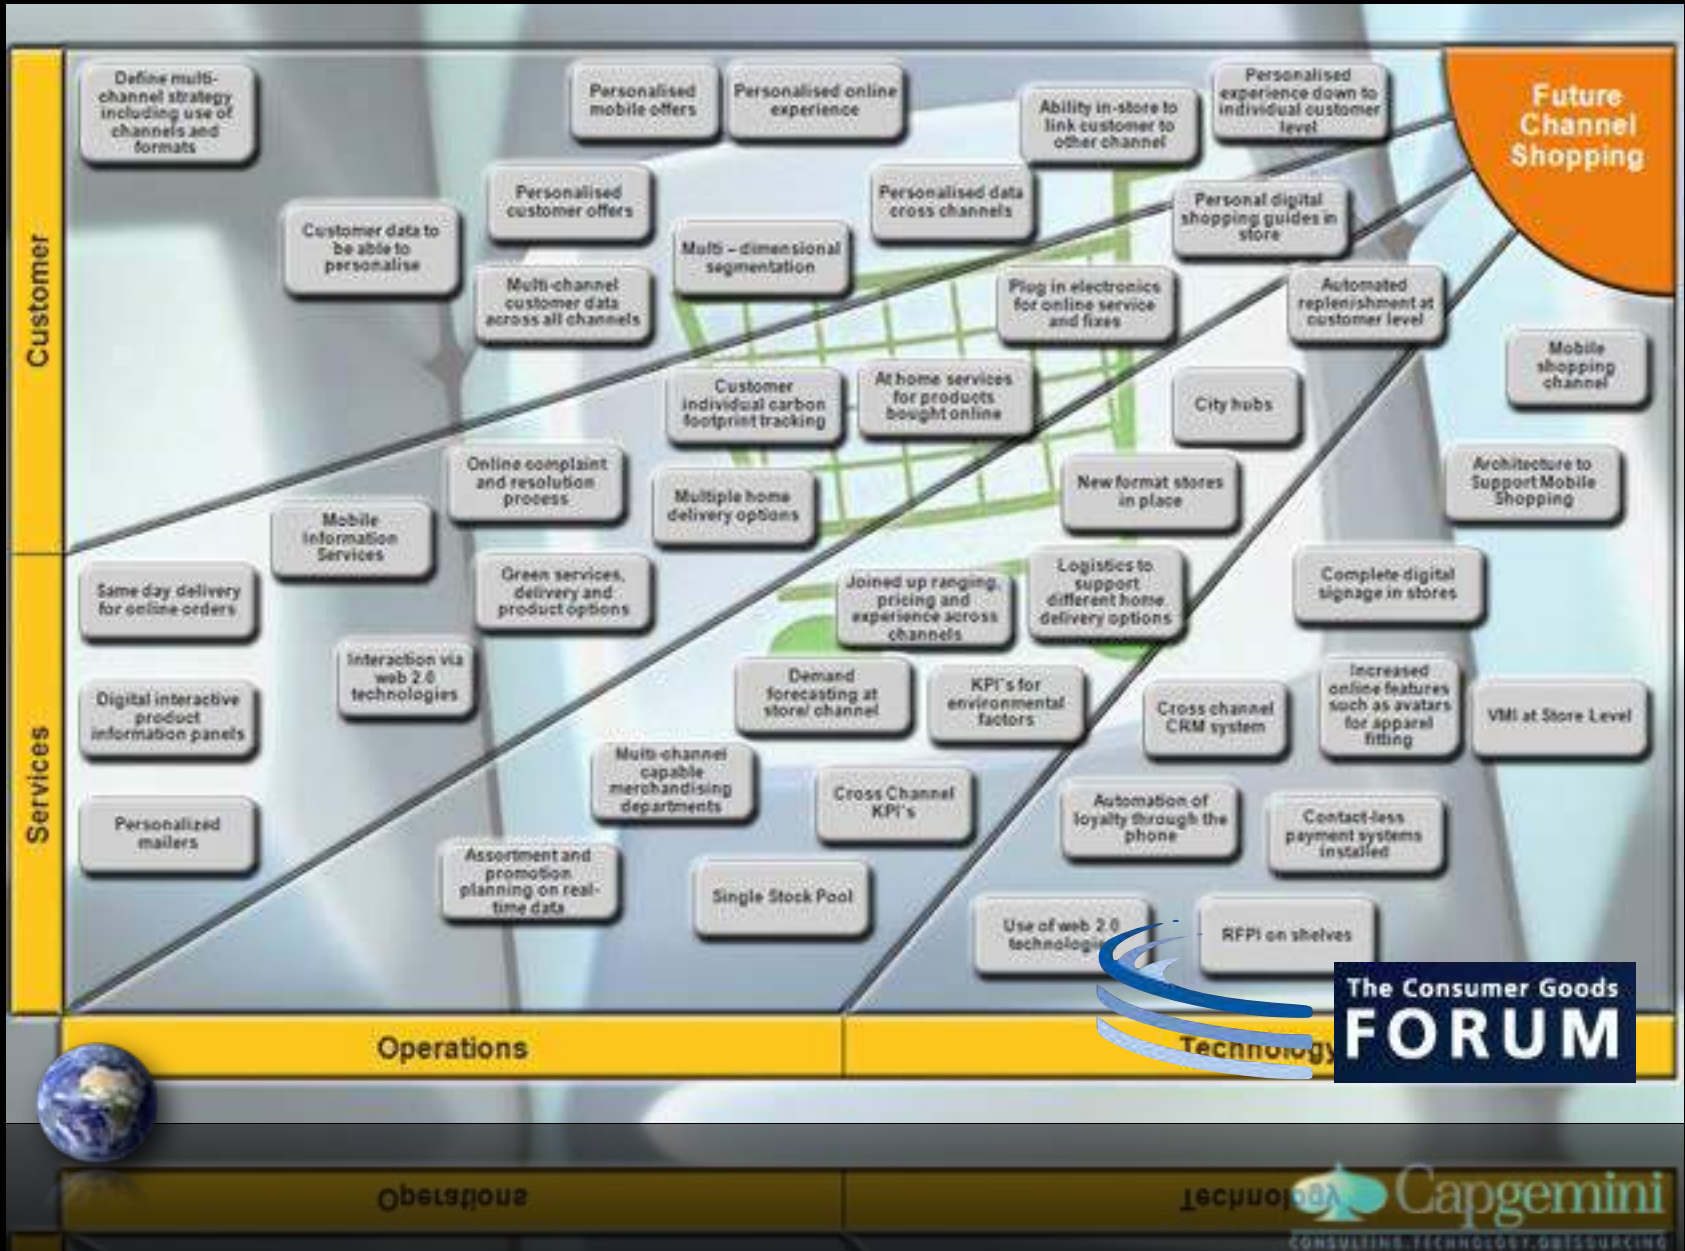 Define multi-
channel strategy
including use of
channels and
formats
Personalised
mobile offers
Personalised online
experience
Ability in-store to
link customer to
other channel
Personalised
experience down to
individual customer
level
Future
Channel
Shopping
Customer
Customer data to
be able to
personalise
Personalised
customer offers
Multi-channel
customer data
across all channels
Multi – dimensional
segmentation
Personalised data
cross channels
Personal digital
shopping guides in
store
Plug in electronics
for online service
and fixes
Automated
replenishment at
customer level
Mobile
shopping
channel
Customer
individual carbon
footprint tracking
At home services
for products
bought online
City hubs
Online complaint
and resolution
process
Multiple home
delivery options
New format stores
in place
Architecture to
Support Mobile
Shopping
Mobile
Information
Services
Services
Same day delivery
for online orders
Green services,
delivery and
product options
Joined up ranging,
pricing and
experience across
channels
Logistics to
support
different home
delivery options
Complete digital
signage in stores
Interaction via
web 2.0
technologies
Digital interactive
product
information panels
Demand
forecasting at
store/ channel
KPI's for
environmental
factors
Cross channel
CRM system
Increased
online features
such as avatars
for apparel
fitting
VMI at Store Level
Personalized
mailers
Multi-channel
capable
merchandising
departments
Cross Channel
KPI's
Automation of
loyalty through the
phone
Contact-less
payment systems
installed
Assortment and
promotion
planning on real-
time data
Single Stock Pool
Use of web 2.0
technologies
RFPI on shelves
The Consumer Goods
FORUM
Operations
Technology
Operations
Technology
Capgemini
CONSULTING.TECHNOLOGY.OUTSOURCING